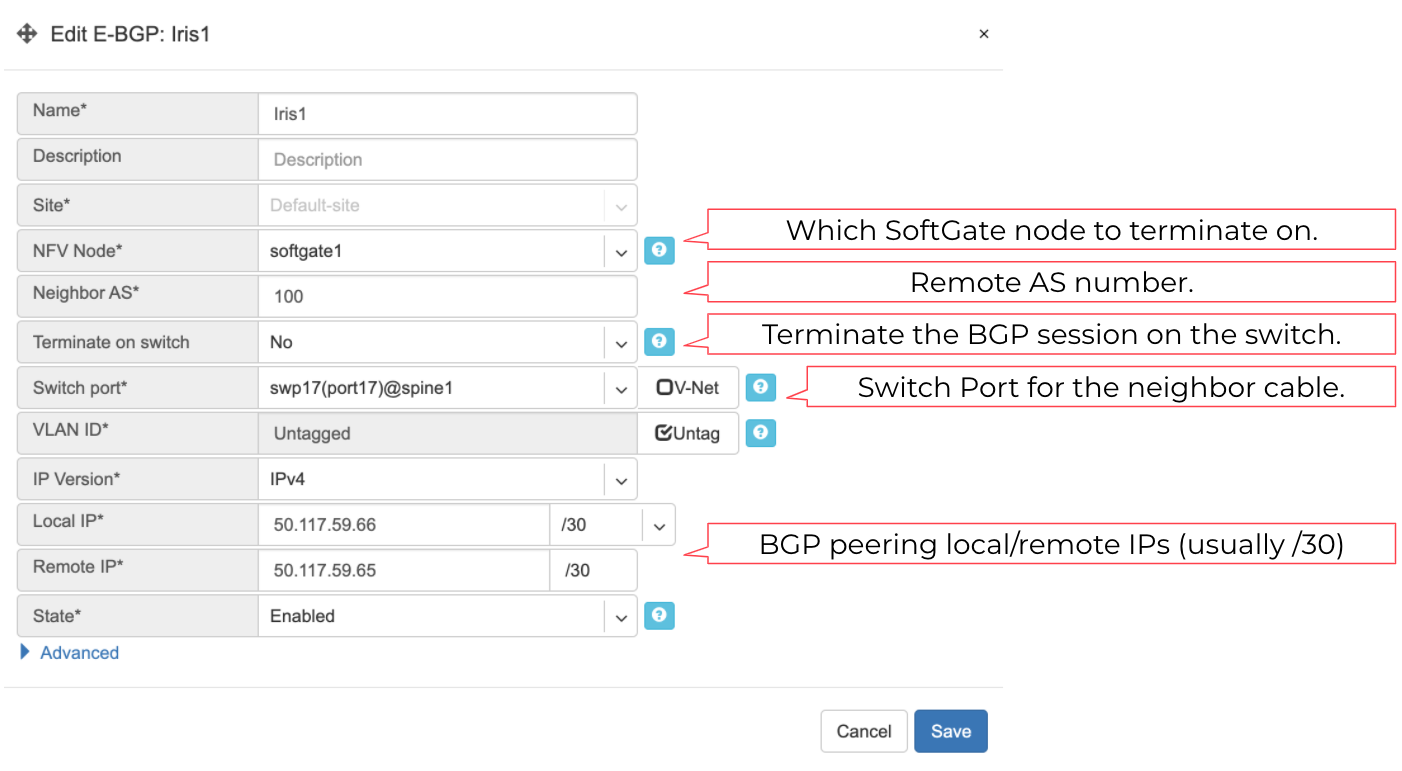 Edit E-BGP: Iris1 ×
Name* Iris1
Description Description
Site* Default-site
NFV Node* softgate1 ? Which SoftGate node to terminate on.
Neighbor AS* 100 Remote AS number.
Terminate on switch No ? Terminate the BGP session on the switch.
Switch port* swp17(port17)@spine1 V-Net ? Switch Port for the neighbor cable.
VLAN ID* Untagged Untag ?
IP Version* IPv4
Local IP* 50.117.59.66 /30 BGP peering local/remote IPs (usually /30)
Remote IP* 50.117.59.65 /30
State* Enabled ?
Advanced
Cancel Save